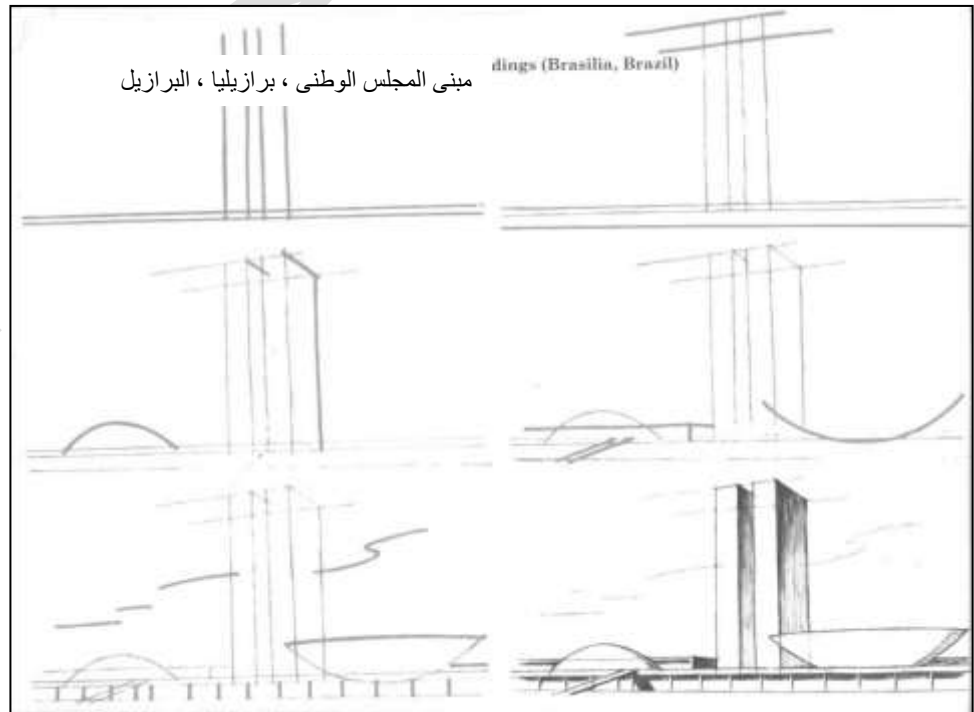 مبنى المجلس الوطنى ، برازيليا ، البرازيل
dings (Brasilia, Brazil)